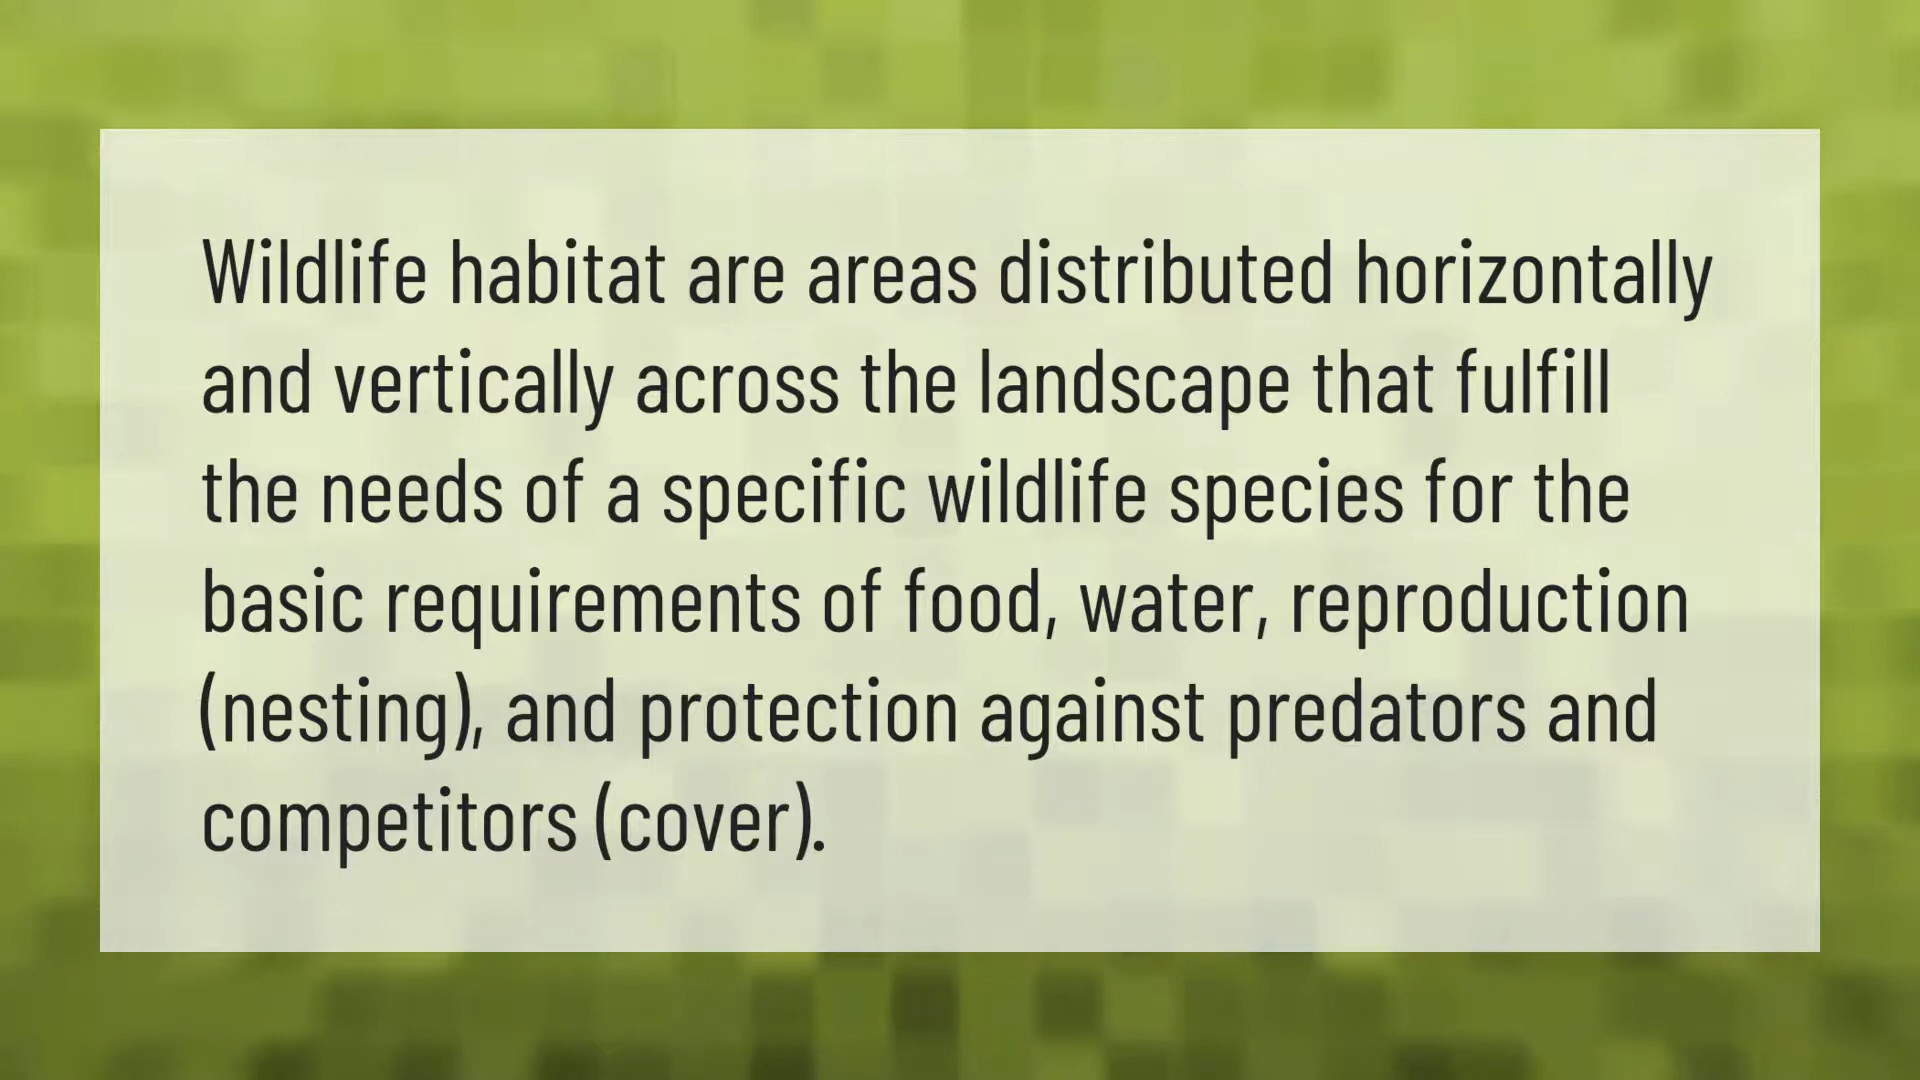 Wildlife habitat are areas distributed horizontally
and vertically across the landscape that fulfill
the needs of a specific wildlife species for the
basic requirements of food, water, reproduction
(nesting), and protection against predators and
competitors (cover).